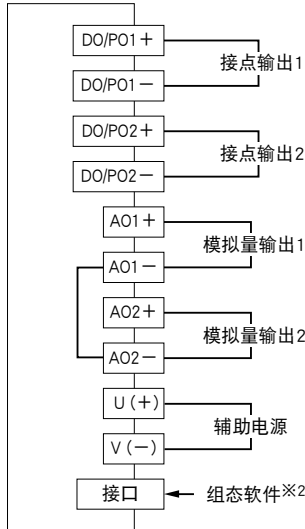 DO/PO1＋
接点输出1
DO/PO1－
DO/PO2＋
接点输出2
DO/PO2－
AO1＋
模拟量输出1
AO1－
AO2＋
模拟量输出2
AO2－
U（＋）
辅助电源
V（－）
接口
组态软件※2